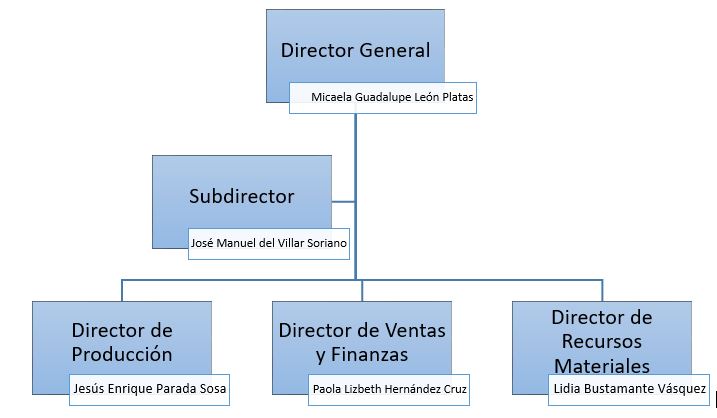 Director General
Micaela Guadalupe León Platas
Subdirector
José Manuel del Villar Soriano
Director de
Producción
Jesús Enrique Parada Sosa
Director de Ventas
y Finanzas
Paola Lizbeth Hernández Cruz
Director de
Recursos
Materiales
Lidia Bustamante Vásquez